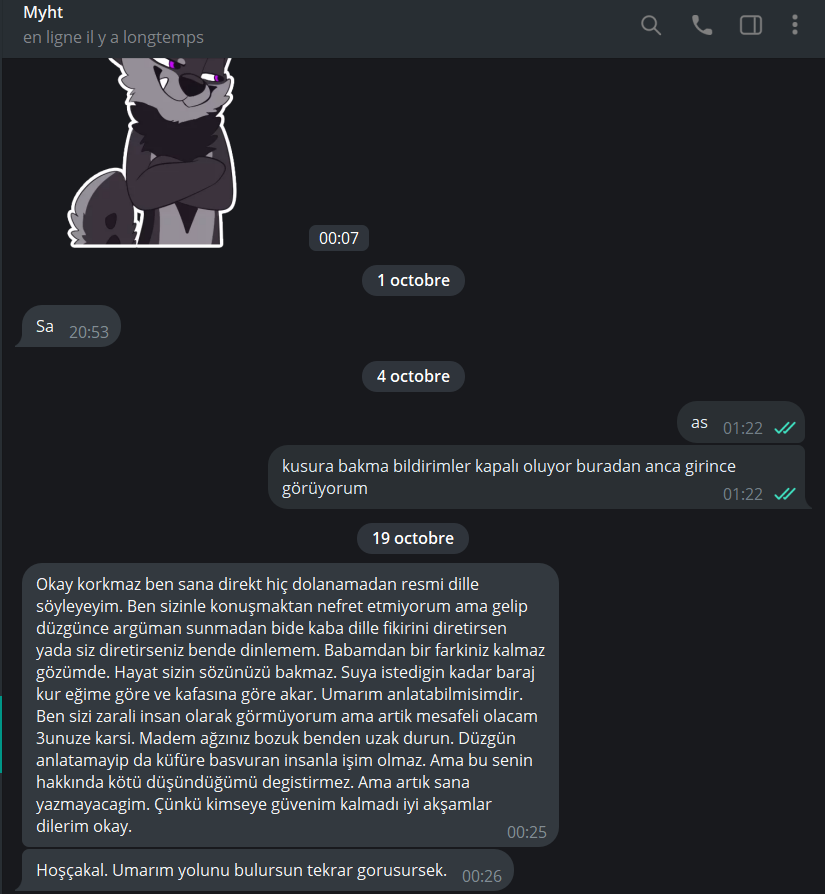 Myht
en ligne il y a longtemps
00:07
1 octobre
Sa 20:53
4 octobre
as 01:22
kusura bakma bildirimler kapalı oluyor buradan anca girince
görüyorum 01:22
19 octobre
Okay korkmaz ben sana direkt hiç dolanamadan resmi dille
söyleyeyim. Ben sizinle konuşmaktan nefret etmiyorum ama gelip
düzgünce argüman sunmadan bide kaba dille fikirini diretirsen
yada siz diretirseniz bende dinlemem. Babamdan bir farkiniz kalmaz
gözümde. Hayat sizin sözünüzü bakmaz. Suya istedigin kadar baraj
kur eğime göre ve kafasına göre akar. Umarım anlatabilmisimdir.
Ben sizi zarali insan olarak görmüyorum ama artik mesafeli olacam
3unuze karsi. Madem ağzınız bozuk benden uzak durun. Düzgün
anlatamayip da küfüre basvuran insanla işim olmaz. Ama bu senin
hakkında kötü düşündüğümü degistirmez. Ama artık sana
yazmayacagim. Çünkü kimseye güvenim kalmadı iyi akşamlar
dilerim okay. 00:25
Hoşçakal. Umarım yolunu bulursun tekrar gorusursek. 00:26